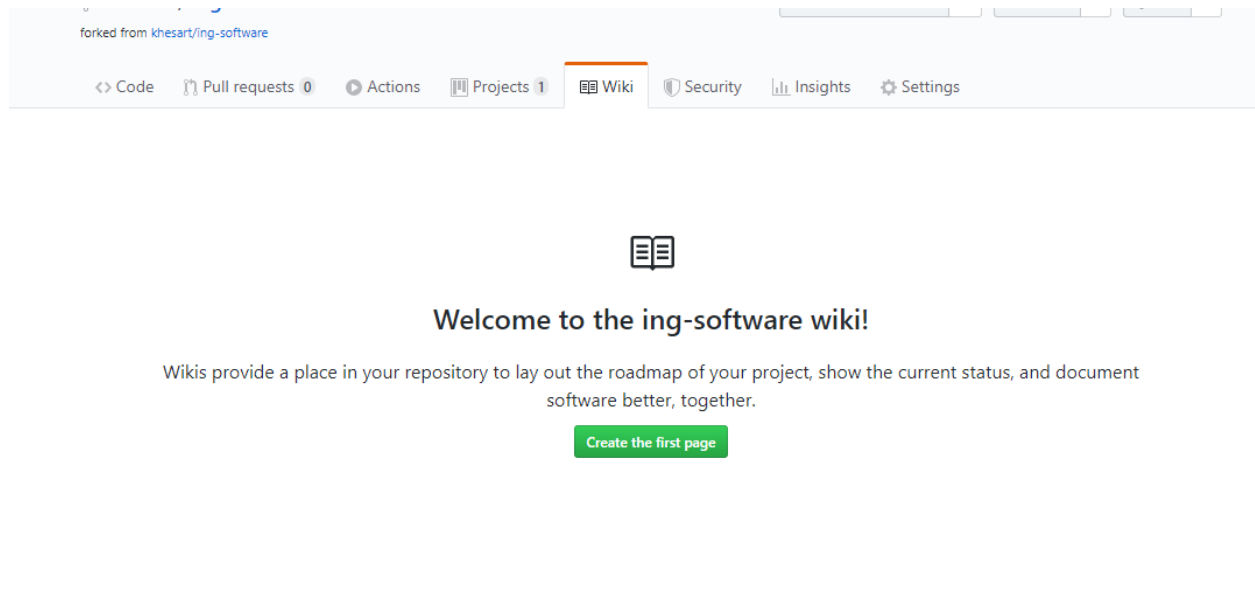 forked from khesart/ing-software
Code Pull requests 0 Actions Projects 1 Wiki Security Insights Settings
Welcome to the ing-software wiki!
Wikis provide a place in your repository to lay out the roadmap of your project, show the current status, and document
software better, together.
Create the first page